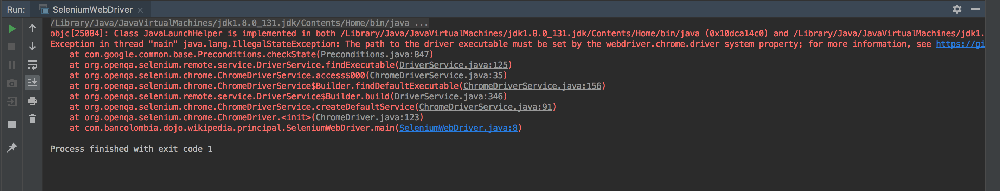 Run: SeleniumWebDriver
/Library/Java/JavaVirtualMachines/jdk1.8.0_131.jdk/Contents/Home/bin/java ...
objc[25084]: Class JavaLaunchHelper is implemented in both /Library/Java/JavaVirtualMachines/jdk1.8.0_131.jdk/Contents/Home/bin/java (0x10dca14c0) and /Library/Java/JavaVirtualMachines/jdk1.
Exception in thread "main" java.lang.IllegalStateException: The path to the driver executable must be set by the webdriver.chrome.driver system property; for more information, see https://gi
at com.google.common.base.Preconditions.checkState(Preconditions.java:847)
at org.openqa.selenium.remote.service.DriverService.findExecutable(DriverService.java:125)
at org.openqa.selenium.chrome.ChromeDriverService.access$000(ChromeDriverService.java:35)
at org.openqa.selenium.chrome.ChromeDriverService$Builder.findDefaultExecutable(ChromeDriverService.java:156)
at org.openqa.selenium.remote.service.DriverService$Builder.build(DriverService.java:346)
at org.openqa.selenium.chrome.ChromeDriverService.createDefaultService(ChromeDriverService.java:91)
at org.openqa.selenium.chrome.ChromeDriver.<init>(ChromeDriver.java:123)
at com.bancolombia.dojo.wikipedia.principal.SeleniumWebDriver.main(SeleniumWebDriver.java:8)
Process finished with exit code 1